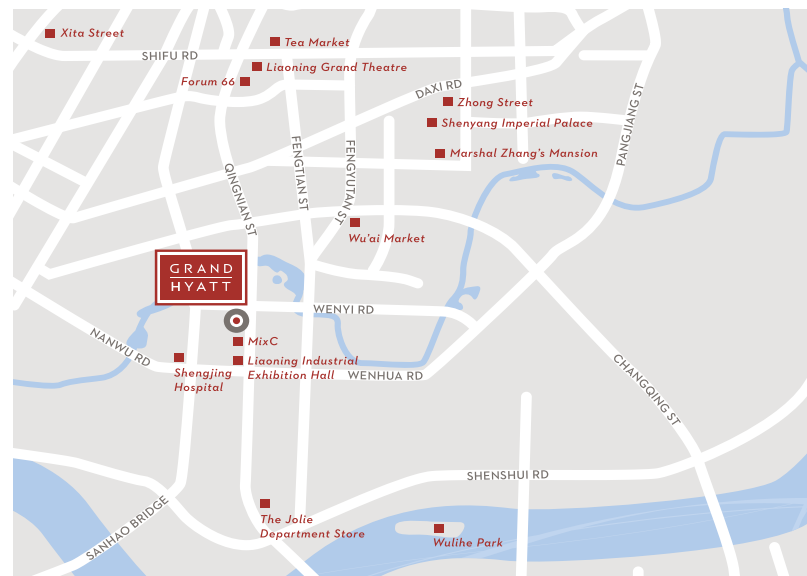 Xita Street
Tea Market
SHIFU RD
Liaoning Grand Theatre
Forum 66
DAXI RD
Zhong Street
PANGJIANG ST
Shenyang Imperial Palace
FENGTIAN ST
FENGYUTAN ST
Marshal Zhang's Mansion
QINGNIAN ST
Wu'ai Market
GRAND
HYATT
WENYI RD
NANWU RD
MixC
Liaoning Industrial
Exhibition Hall
Shengjing
Hospital
WENHUA RD
CHANGQING ST
SHENSHUI RD
SANHAO BRIDGE
The Jolie
Department Store
Wulihe Park